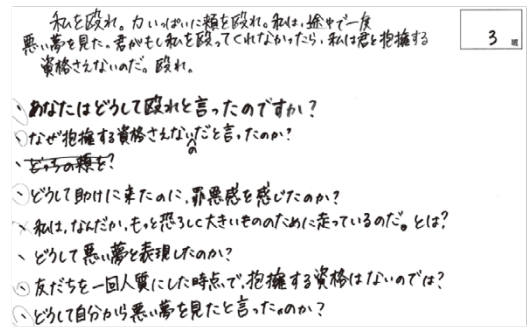 私を殴れ。力いっぱいに頬を殴れ。私は、途中で一度
悪い夢を見た。君がもし私を殴ってくれなかったら、私は君と抱擁する
資格さえないのだ。殴れ。
3 班
、あなたはどうして殴れと言ったのですか？
、なぜ抱擁する資格さえないのだと言ったのか？
、どっちの頬を？
、どうして助けに来たのに、罪悪感を感じたのか？
、私は、なんだか、もっと恐ろしく大きいもののために走っているのだ。とは？
、どうして悪い夢と表現したのか？
、友だちを一回人質にした時点で、抱擁する資格はないのでは？
、どうして自分から悪い夢を見たと言った。のか？